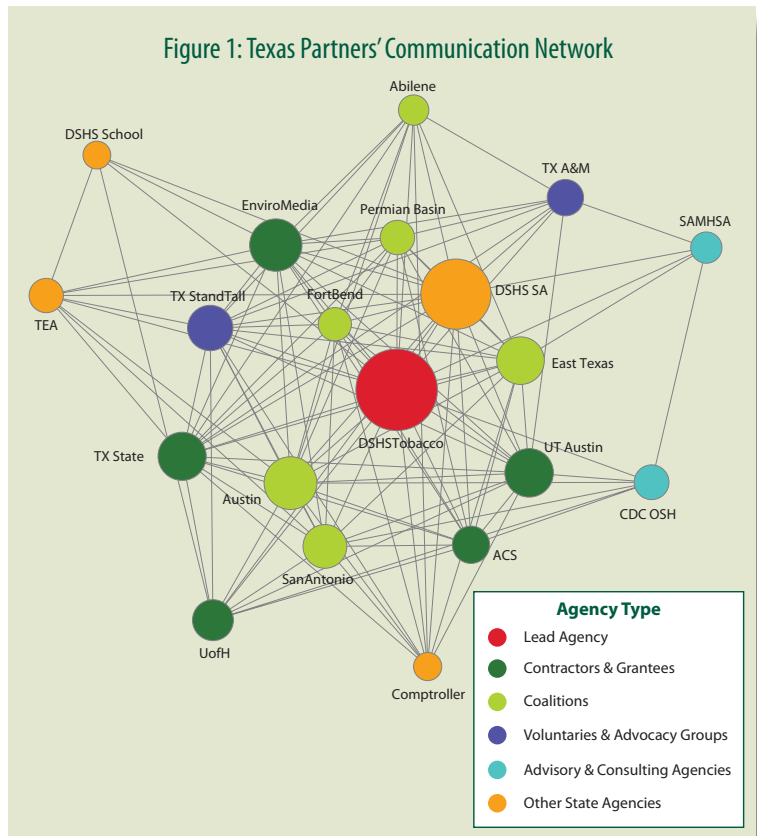 Figure 1: Texas Partners' Communication Network
Abilene
DSHS School
TX A&M
EnviroMedia
Permian Basin
SAMHSA
DSHS SA
TX StandTall
FortBend
TEA
East Texas
DSHSTobacco
UT Austin
TX State
Austin
CDC OSH
ACS
SanAntonio
UofH
Comptroller
Agency Type
Lead Agency
Contractors & Grantees
Coalitions
Voluntaries & Advocacy Groups
Advisory & Consulting Agencies
Other State Agencies